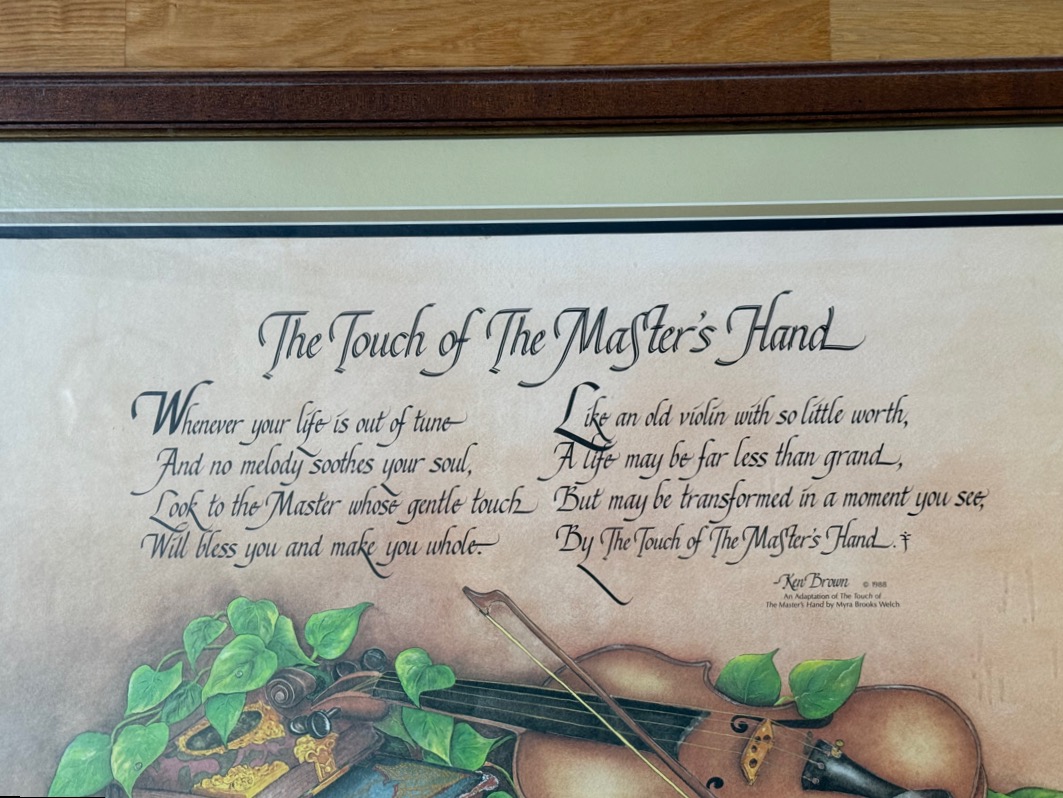 The Touch of The Master's Hand
Whenever your life is out of tune
And no melody soothes your soul,
Look to the Master whose gentle touch
Will bless you and make you whole.
Like an old violin with so little worth,
A life may be far less than grand,
But may be transformed in a moment you see,
By The Touch of The Master's Hand.†
-Ken Brown © 1988
An Adaptation of The Touch of
The Master's Hand by Myra Brooks Welch